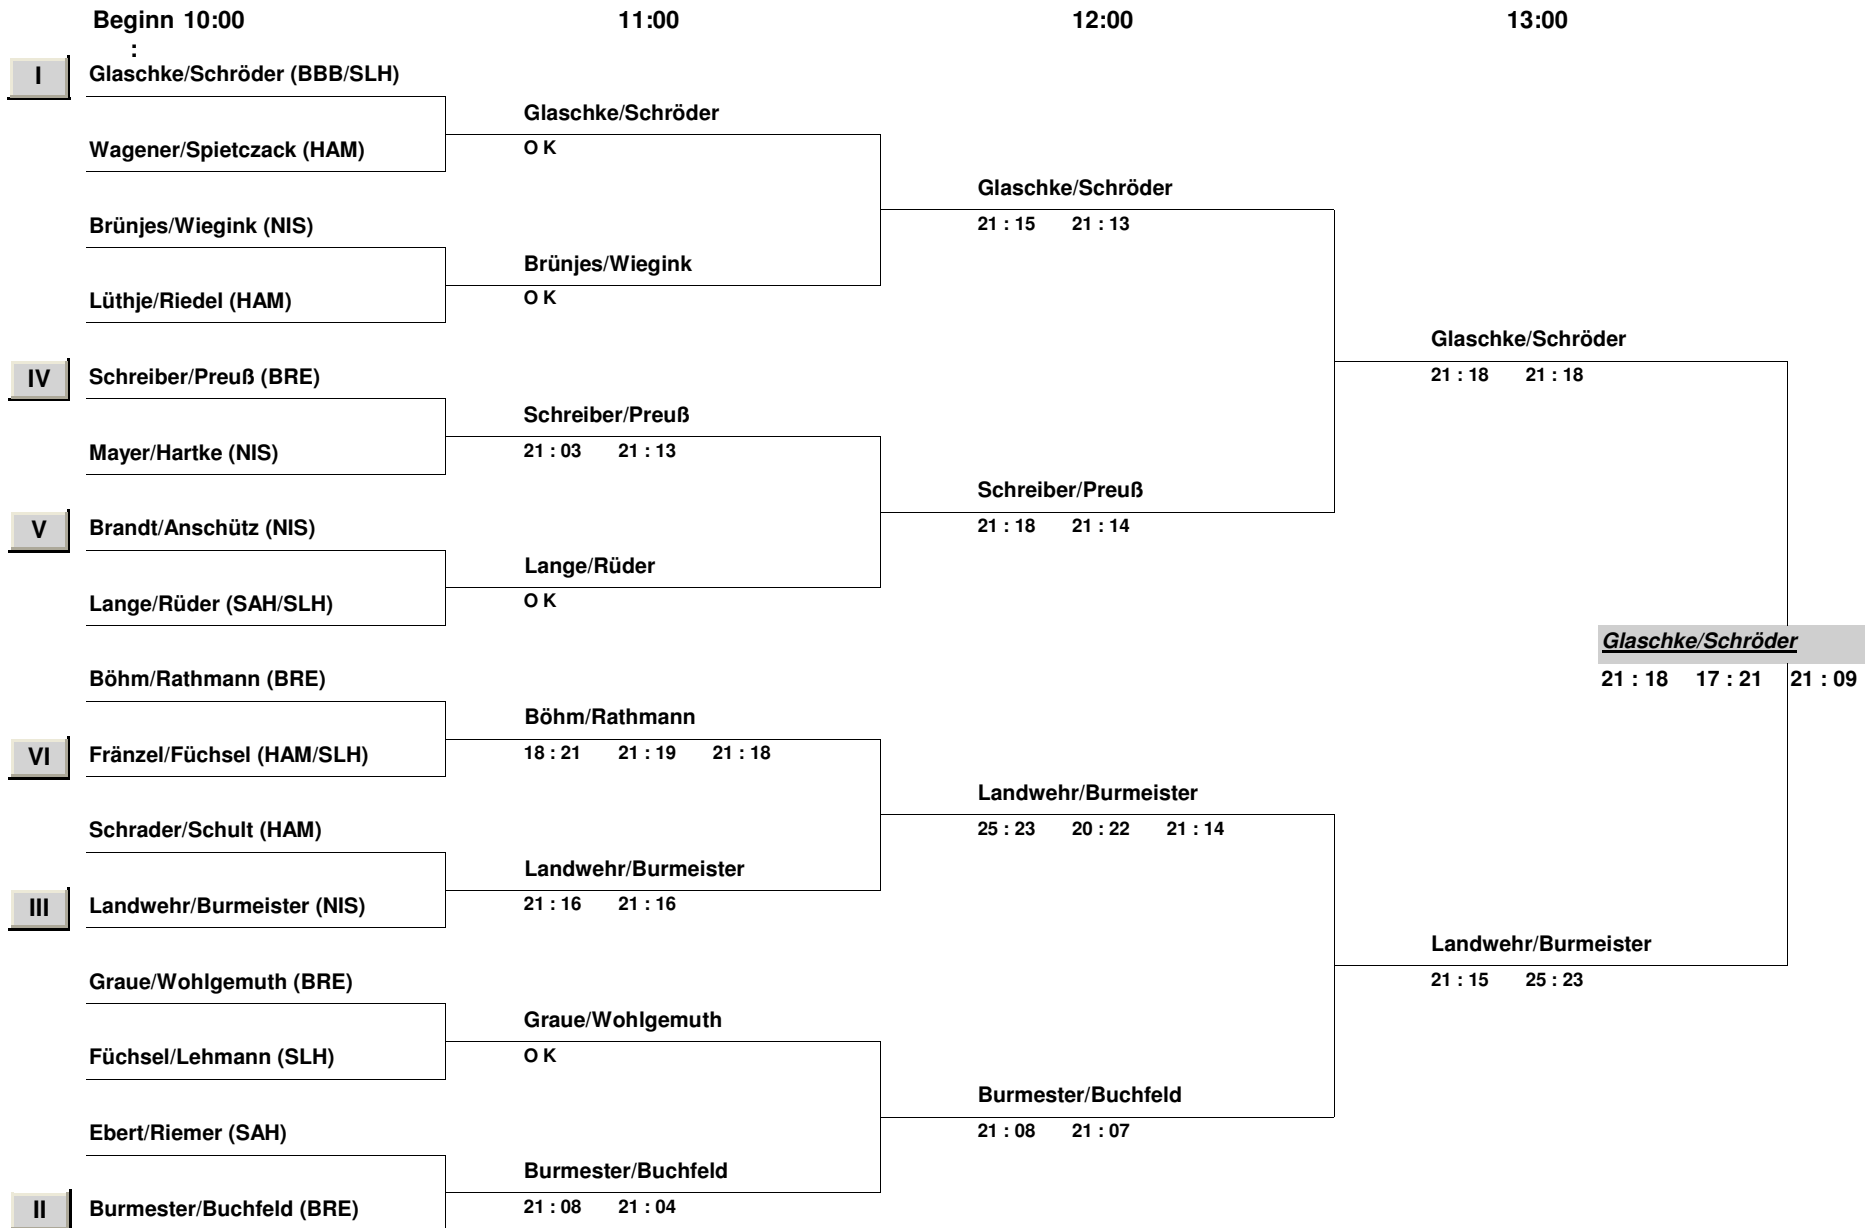 Beginn 10:00 11:00 12:00 13:00
:
I Glaschke/Schröder (BBB/SLH)
Glaschke/Schröder
Wagener/Spietczack (HAM) O K
Glaschke/Schröder
Brünjes/Wiegink (NIS) 21 : 15 21 : 13
Brünjes/Wiegink
Lüthje/Riedel (HAM) O K
Glaschke/Schröder
IV Schreiber/Preuß (BRE) 21 : 18 21 : 18
Schreiber/Preuß
Mayer/Hartke (NIS) 21 : 03 21 : 13
Schreiber/Preuß
V Brandt/Anschütz (NIS) 21 : 18 21 : 14
Lange/Rüder
Lange/Rüder (SAH/SLH) O K
Glaschke/Schröder
Böhm/Rathmann (BRE) 21 : 18 17 : 21 21 : 09
Böhm/Rathmann
VI Fränzel/Füchsel (HAM/SLH) 18 : 21 21 : 19 21 : 18
Landwehr/Burmeister
Schrader/Schult (HAM) 25 : 23 20 : 22 21 : 14
Landwehr/Burmeister
III Landwehr/Burmeister (NIS) 21 : 16 21 : 16
Landwehr/Burmeister
Graue/Wohlgemuth (BRE) 21 : 15 25 : 23
Graue/Wohlgemuth
Füchsel/Lehmann (SLH) O K
Burmester/Buchfeld
Ebert/Riemer (SAH) 21 : 08 21 : 07
Burmester/Buchfeld
II Burmester/Buchfeld (BRE) 21 : 08 21 : 04